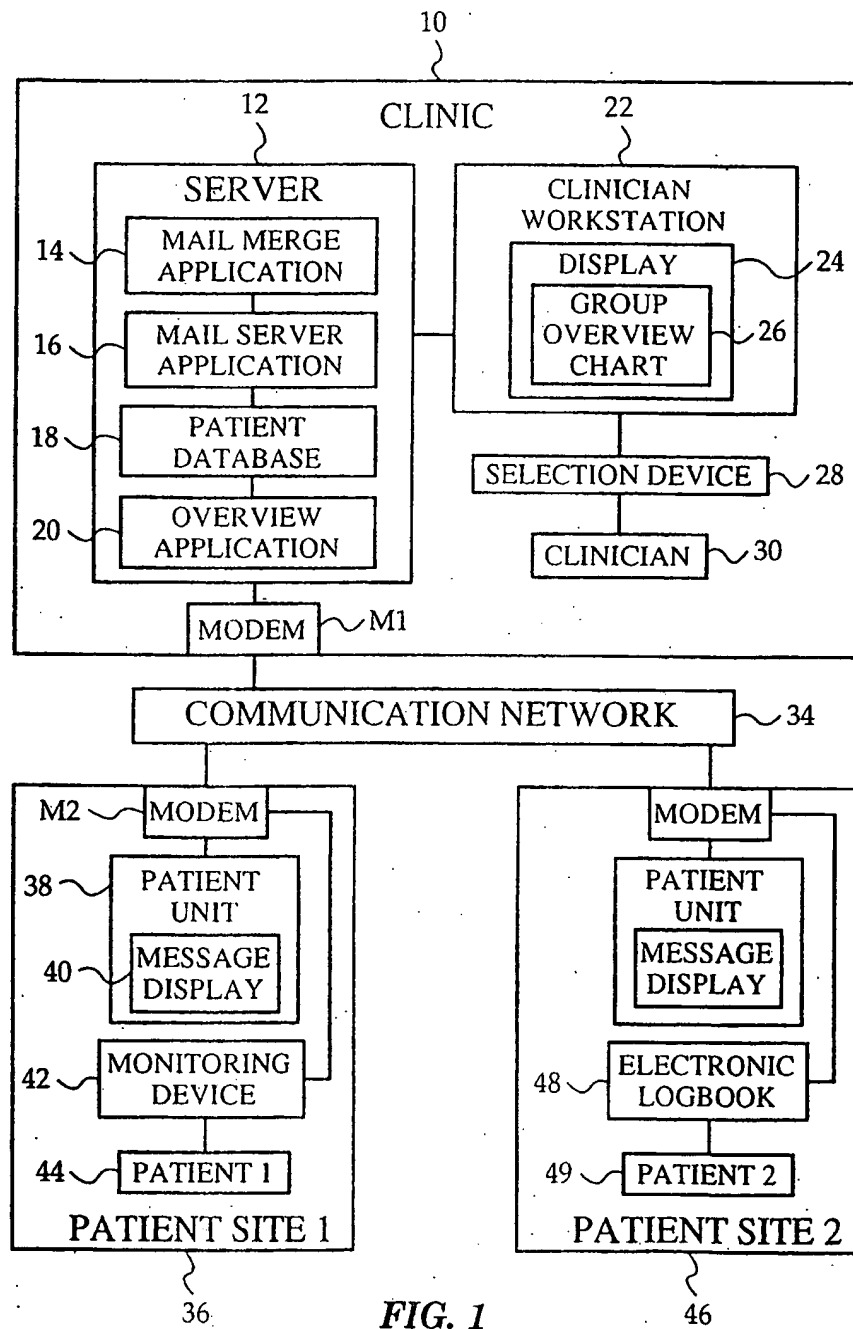 10
12
CLINIC
22
SERVER
CLINICIAN
WORKSTATION
14
MAIL MERGE
APPLICATION
DISPLAY
24
GROUP
OVERVIEW
CHART
26
16
MAIL SERVER
APPLICATION
18
PATIENT
DATABASE
SELECTION DEVICE
28
20
OVERVIEW
APPLICATION
CLINICIAN
30
MODEM
M1
COMMUNICATION NETWORK
34
M2
MODEM
MODEM
38
PATIENT
UNIT
PATIENT
UNIT
40
MESSAGE
DISPLAY
MESSAGE
DISPLAY
42
MONITORING
DEVICE
48
ELECTRONIC
LOGBOOK
44
PATIENT 1
49
PATIENT 2
PATIENT SITE 1
PATIENT SITE 2
36
FIG. 1
46